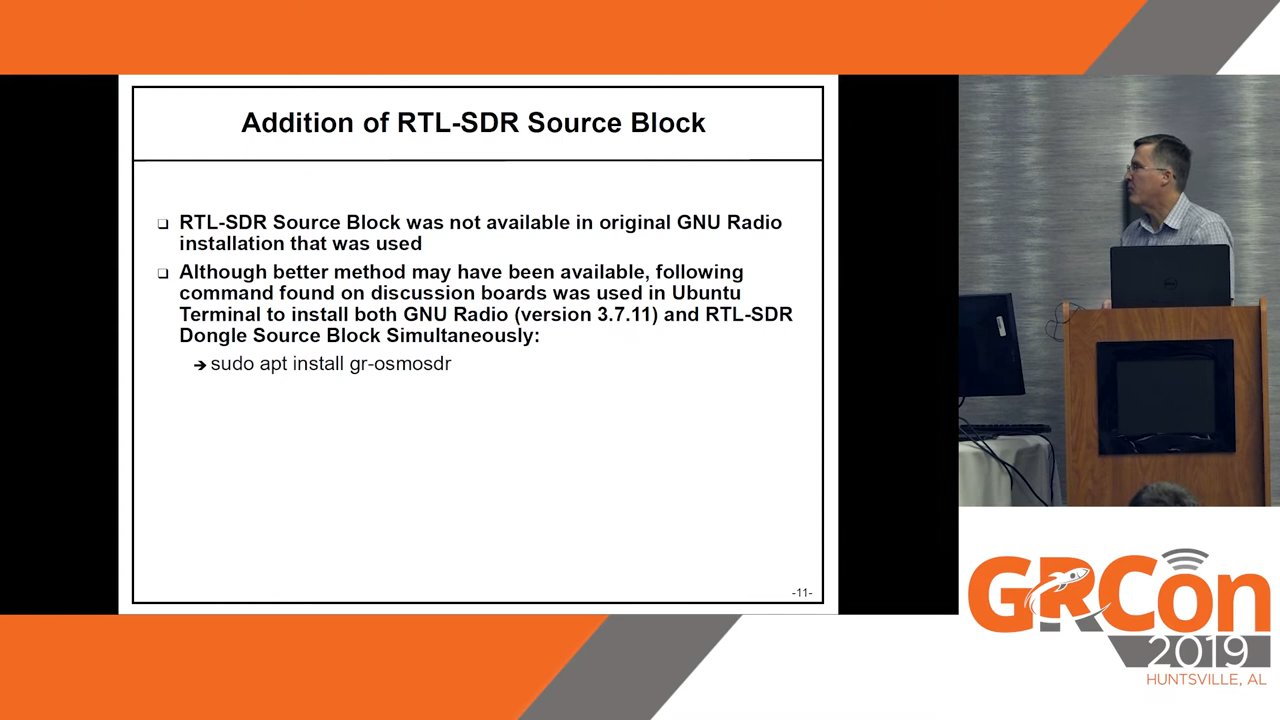 Addition of RTL-SDR Source Block
RTL-SDR Source Block was not available in original GNU Radio
installation that was used
Although better method may have been available, following
command found on discussion boards was used in Ubuntu
Terminal to install both GNU Radio (version 3.7.11) and RTL-SDR
Dongle Source Block Simultaneously:
sudo apt install gr-osmosdr
-11-
GRCon
2019
HUNTSVILLE, AL